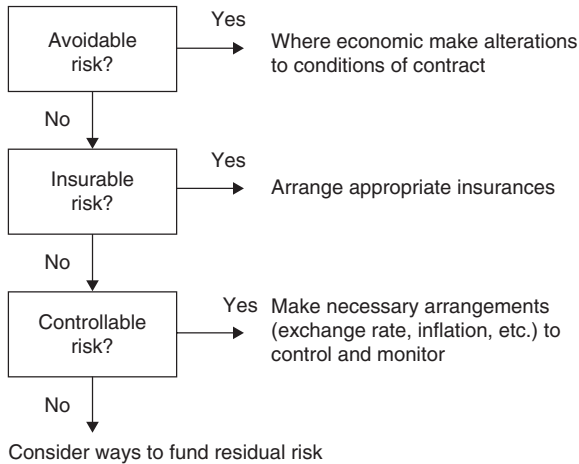 Avoidable
risk?
Yes
Where economic make alterations
to conditions of contract
No
Insurable
risk?
Yes
Arrange appropriate insurances
No
Controllable
risk?
Yes
Make necessary arrangements
(exchange rate, inflation, etc.) to
control and monitor
No
Consider ways to fund residual risk